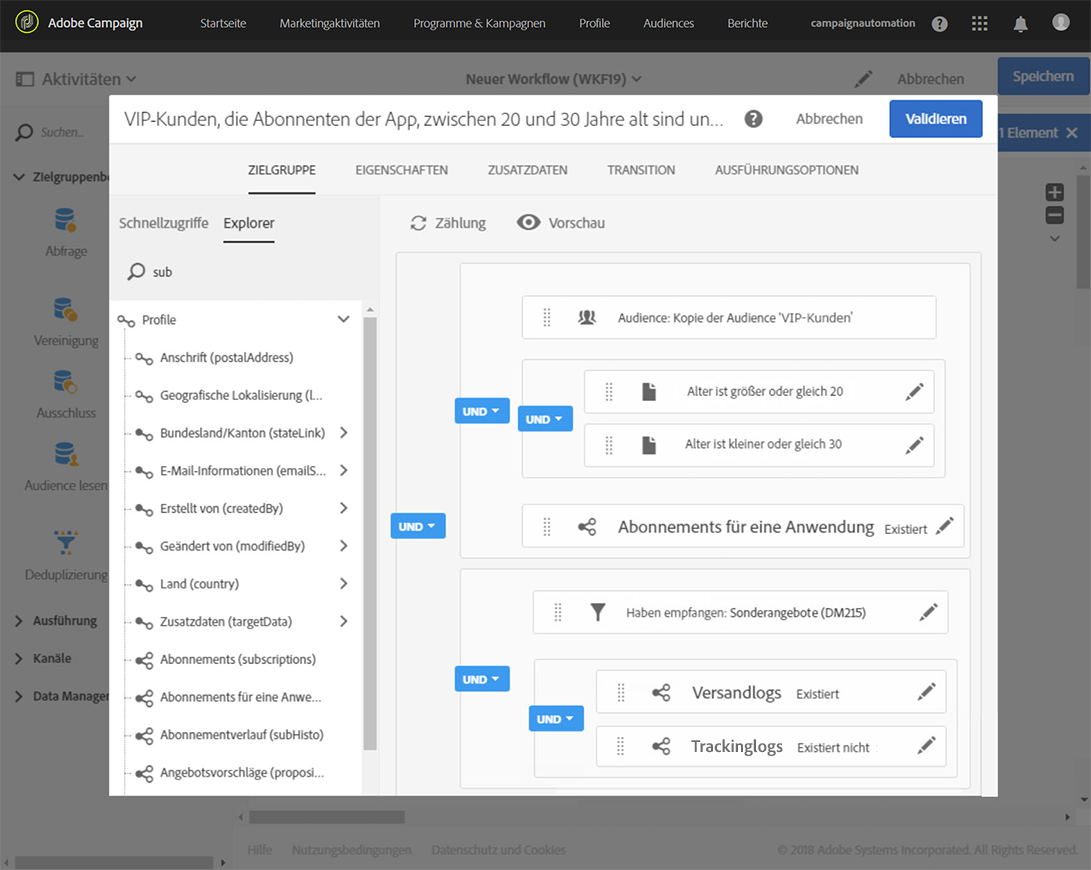 Adobe Campaign Startseite Marketingaktivitäten Programme & Kampagnen Profile Audiences Berichte campaignautomation ?
Aktivitäten Neuer Workflow (WKF19) Abbrechen Speichern
VIP-Kunden, die Abonnenten der App, zwischen 20 und 30 Jahre alt sind un... ? Abbrechen Validieren
Suchen... 1 Element
ZIELGRUPPE EIGENSCHAFTEN ZUSATZDATEN TRANSITION AUSFÜHRUNGSOPTIONEN
Zielgruppenbe
Abfrage
Vereinigung
Ausschluss
Audience lesen
Deduplizierung
Ausführung
Kanäle
Data Manager
Schnellzugriffe Explorer
sub
Profile
Anschrift (postalAddress)
Geografische Lokalisierung (l...
Bundesland/Kanton (stateLink)
E-Mail-Informationen (emailS...
Erstellt von (createdBy)
Geändert von (modifiedBy)
Land (country)
Zusatzdaten (targetData)
Abonnements (subscriptions)
Abonnements für eine Anwe...
Abonnementverlauf (subHisto)
Angebotsvorschläge (proposi...
Zählung Vorschau
Audience: Kopie der Audience 'VIP-Kunden'
UND UND
Alter ist größer oder gleich 20
Alter ist kleiner oder gleich 30
UND
Abonnements für eine Anwendung Existiert
Haben empfangen: Sonderangebote (DM215)
UND
UND
Versandlogs Existiert
Trackinglogs Existiert nicht
Hilfe Nutzungsbedingungen Datenschutz und Cookies © 2018 Adobe Systems Incorporated. All Rights Reserved.